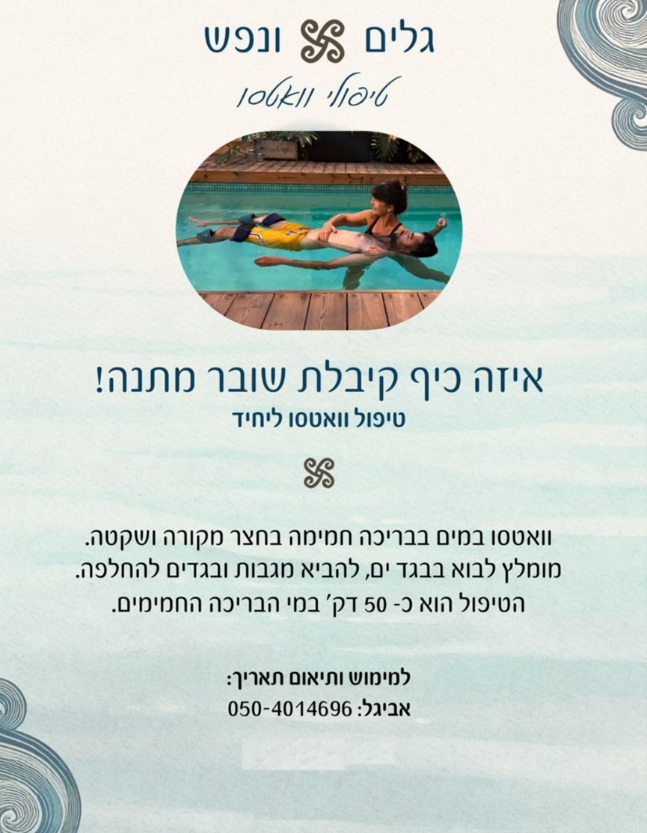 גלים ונפש
טיפולי וואטסו
איזה כיף קיבלת שובר מתנה!
טיפול וואטסו ליחיד
וואטסו במים בבריכה חמימה בחצר מקורה ושקטה.
מומלץ לבוא בבגד ים, להביא מגבות ובגדים להחלפה.
הטיפול הוא כ- 50 דק' במי הבריכה החמימים.
למימוש ותיאום תאריך:
אביגל: 050-4014696